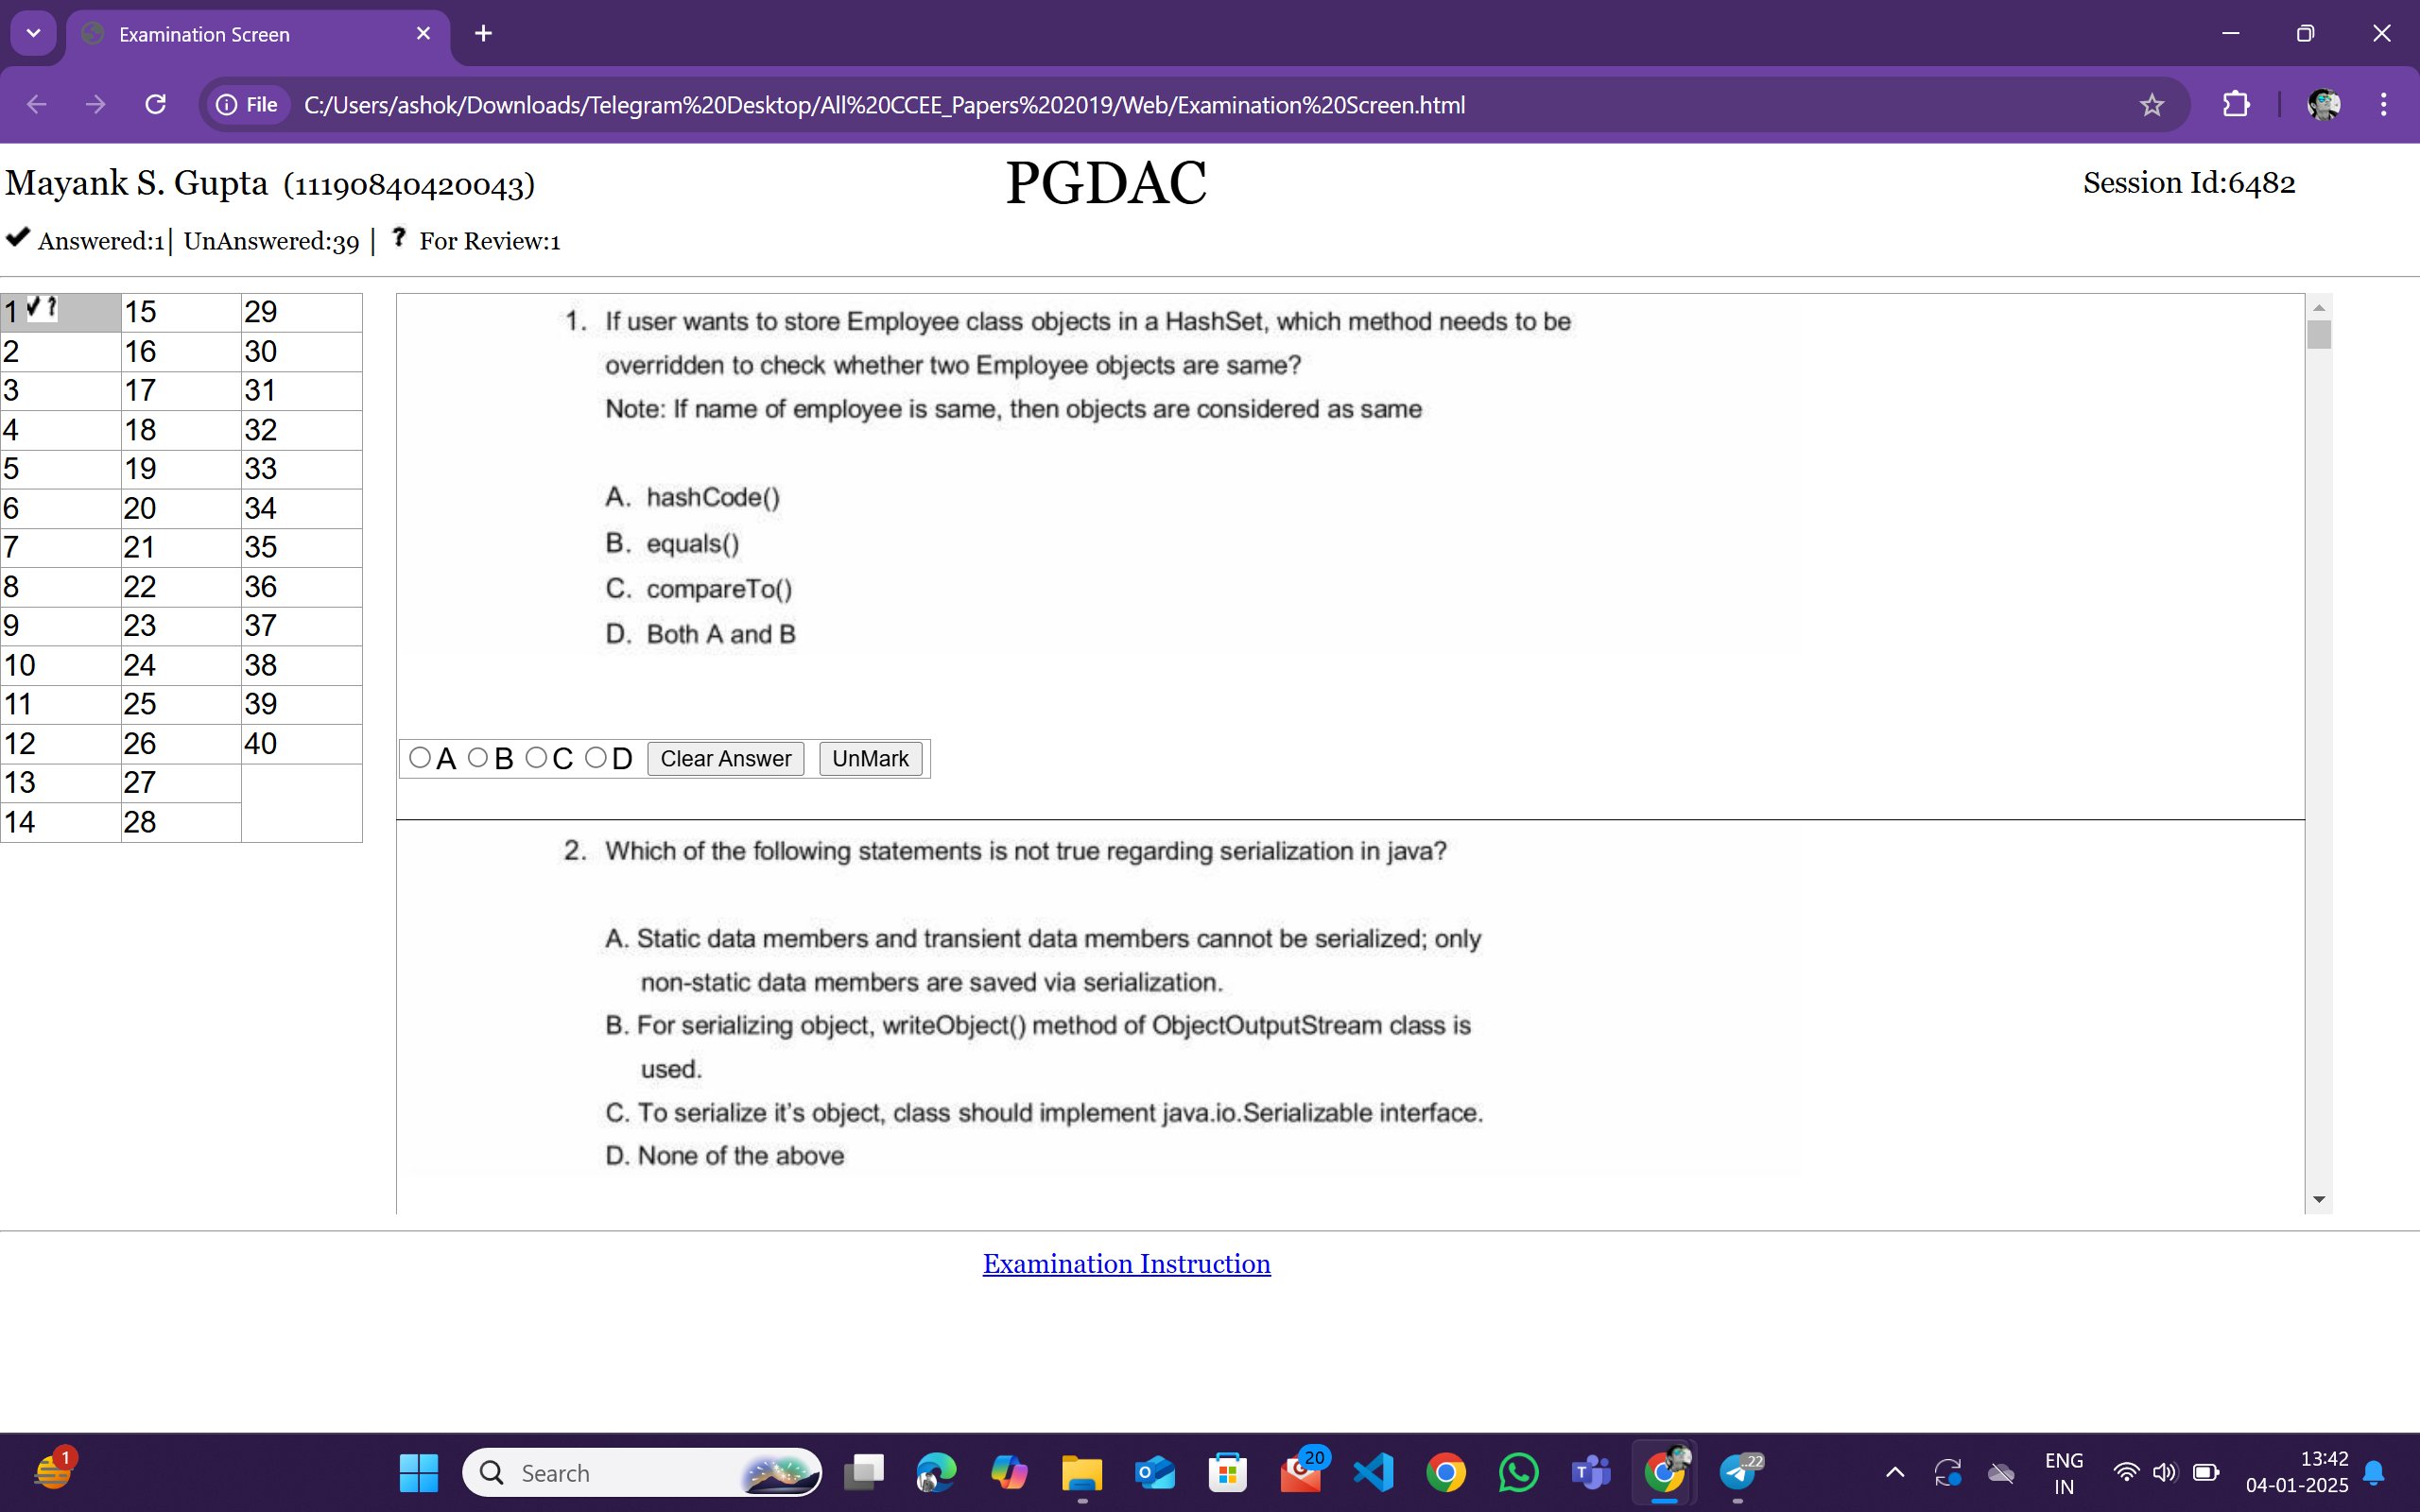 Examination Screen
File
C:/Users/ashok/Downloads/Telegram%20Desktop/All%20CCEE_Papers%202019/Web/Examination%20Screen.html
Mayank S. Gupta (11190840420043)
PGDAC
Session Id:6482
Answered:1| UnAnswered:39 | ? For Review:1
1 ? 15 29
2 16 30
3 17 31
4 18 32
5 19 33
6 20 34
7 21 35
8 22 36
9 23 37
10 24 38
11 25 39
12 26 40
13 27
14 28
1. If user wants to store Employee class objects in a HashSet, which method needs to be
overridden to check whether two Employee objects are same?
Note: If name of employee is same, then objects are considered as same
A. hashCode()
B. equals()
C. compareTo()
D. Both A and B
A B C D Clear Answer UnMark
2. Which of the following statements is not true regarding serialization in java?
A. Static data members and transient data members cannot be serialized; only
non-static data members are saved via serialization.
B. For serializing object, writeObject() method of ObjectOutputStream class is
used.
C. To serialize it's object, class should implement java.io.Serializable interface.
D. None of the above
Examination Instruction
1
Search
20
..22
ENG
IN
13:42
04-01-2025